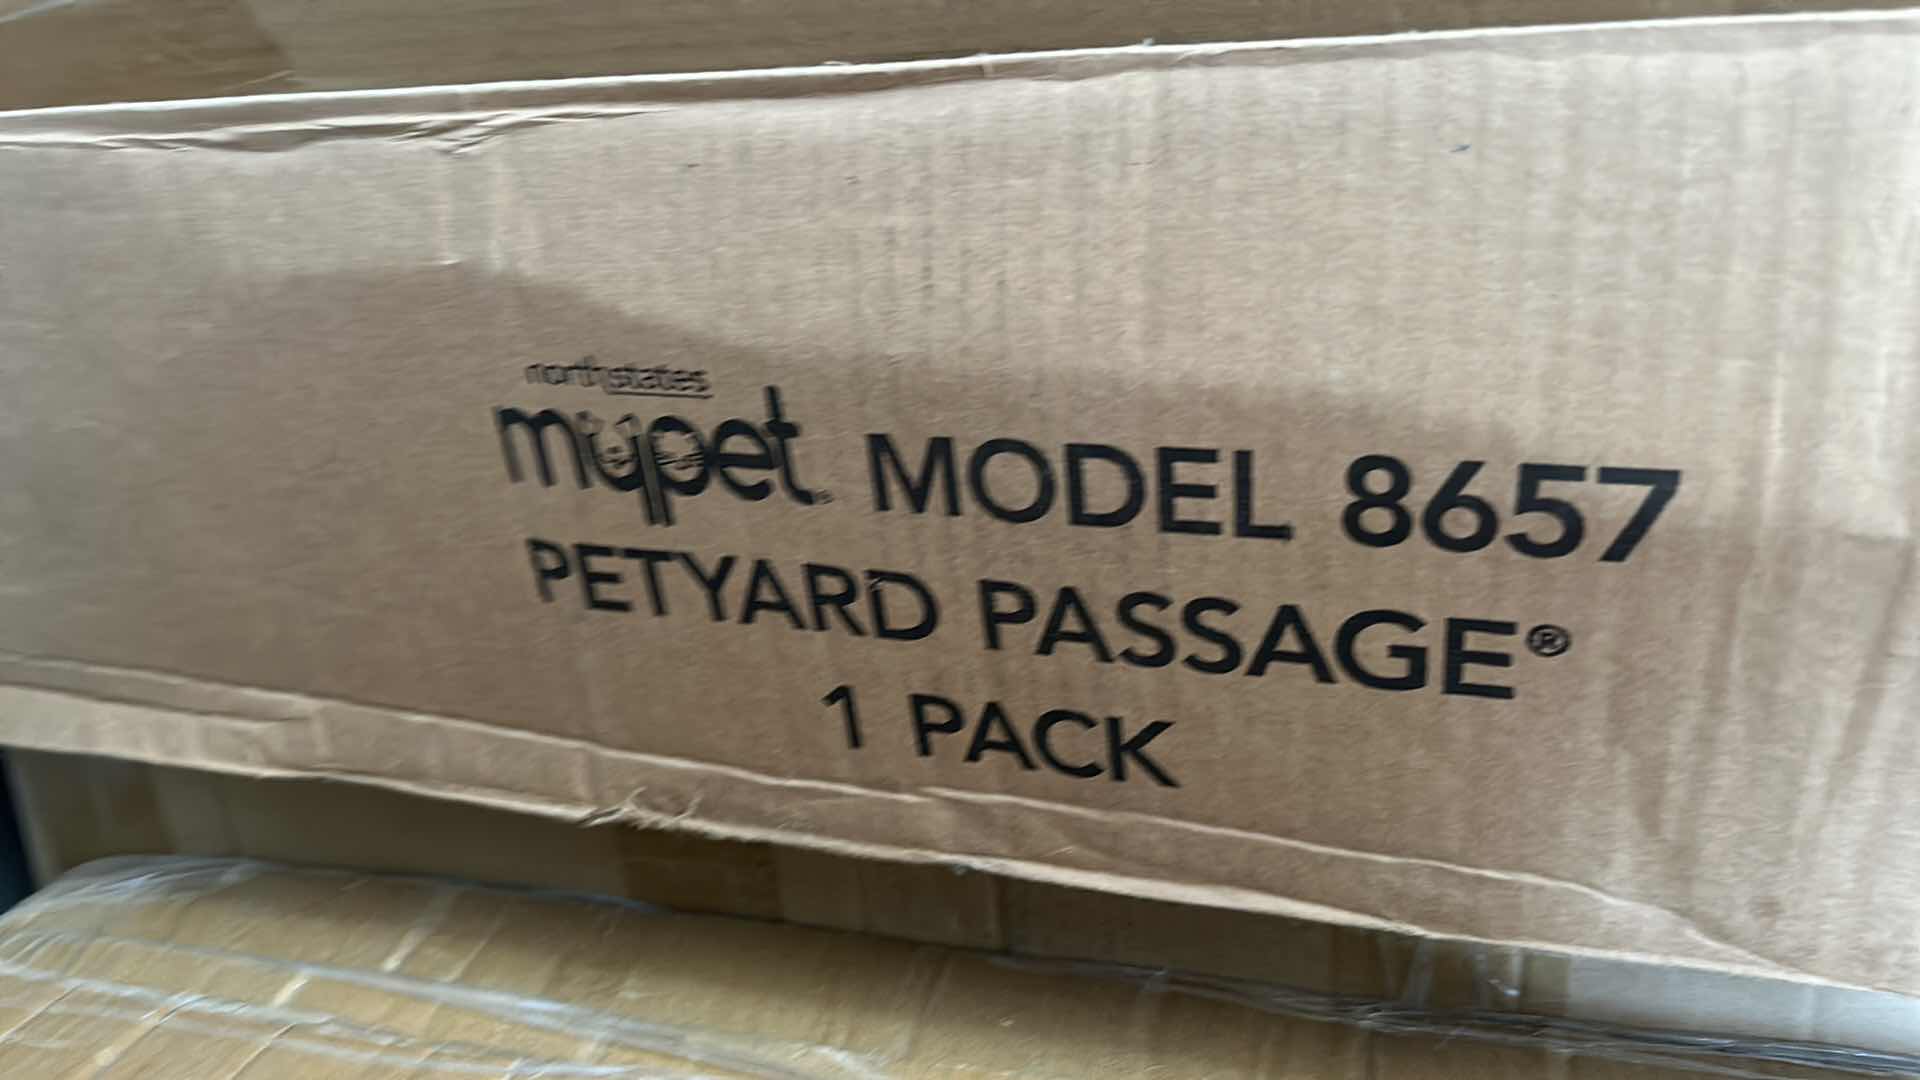 northstates
mypet. MODEL 8657
PETYARD PASSAGE®
1 PACK